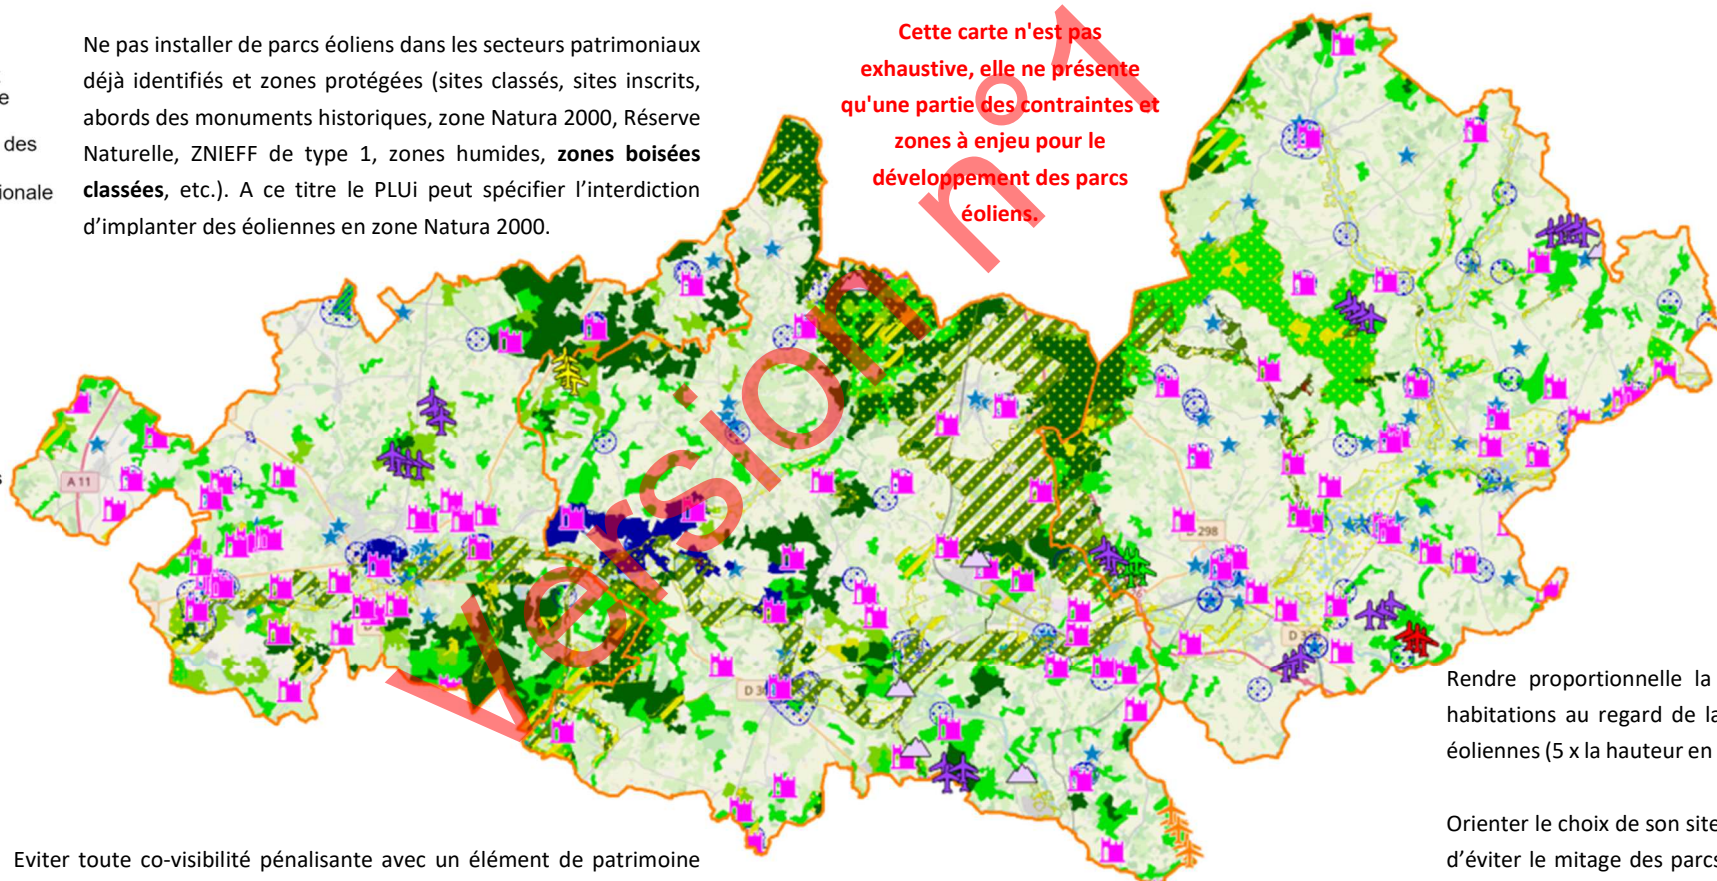 Ne pas installer de parcs éoliens dans les secteurs patrimoniaux
déjà identifiés et zones protégées (sites classés, sites inscrits,
abords des monuments historiques, zone Natura 2000, Réserve
Naturelle, ZNIEFF de type 1, zones humides, zones boisées
classées, etc.). A ce titre le PLUi peut spécifier l'interdiction
d'implanter des éoliennes en zone Natura 2000.
des
ionale
Cette carte n'est pas
exhaustive, elle ne présente
qu'une partie des contraintes et
zones à enjeu pour le
développement des parcs
éoliens.
Version n°1
A 11
298
D 30
D 3
Rendre proportionnelle la
habitations au regard de la
éoliennes (5 x la hauteur en
Orienter le choix de son site
d'éviter le mitage des parcs
Eviter toute co-visibilité pénalisante avec un élément de patrimoine